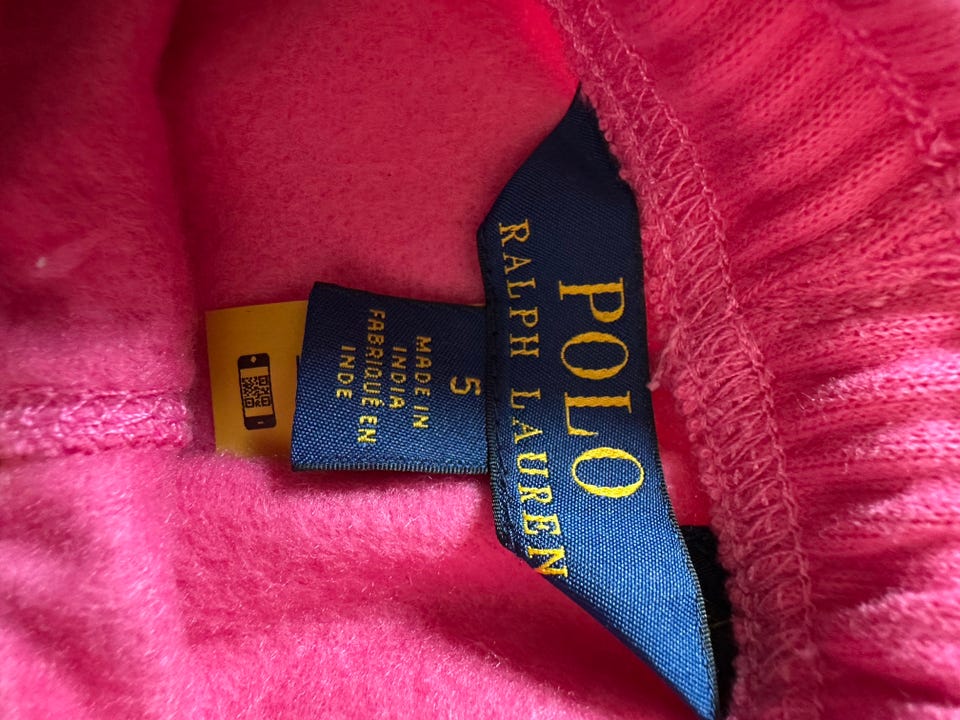 POLO
RALPH LAUREN
5
MADE IN
INDIA
FABRIQUÉ EN
INDE